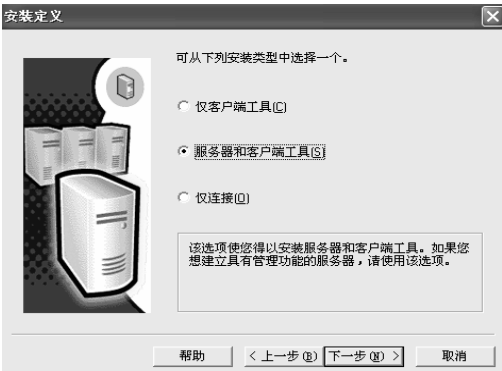 安装定义
可从下列安装类型中选择一个。
仅客户端工具(C)
服务器和客户端工具(S)
仅连接(O)
该选项使您得以安装服务器和客户端工具。如果您
想建立具有管理功能的服务器，请使用该选项。
帮助 < 上一步(B) 下一步(N) > 取消